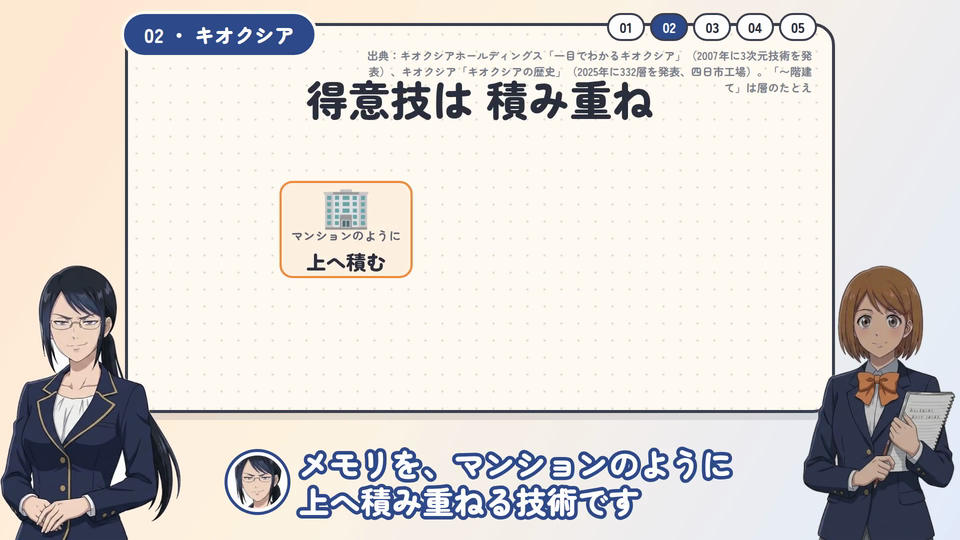 02 ・ キオクシア
01 02 03 04 05
出典：キオクシアホールディングス「一目でわかるキオクシア」（2007年に3次元技術を発
表）、キオクシア「キオクシアの歴史」（2025年に332層を発表、四日市工場）。「～階建
て」は層のたとえ
得意技は 積み重ね
マンションのように
上へ積む
メモリを、マンションのように
上へ積み重ねる技術です